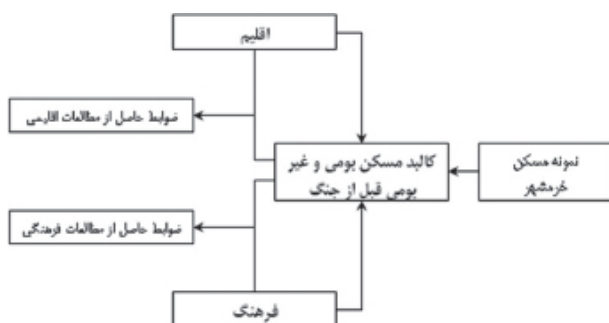 اقلیم
ضوابط حاصل از مطالعات اقلیمی
کالبد مسکن بومی و غیر
بومی قبل از جنگ
نمونه مسکن
خرمشهر
ضوابط حاصل از مطالعات فرهنگی
فرهنگ